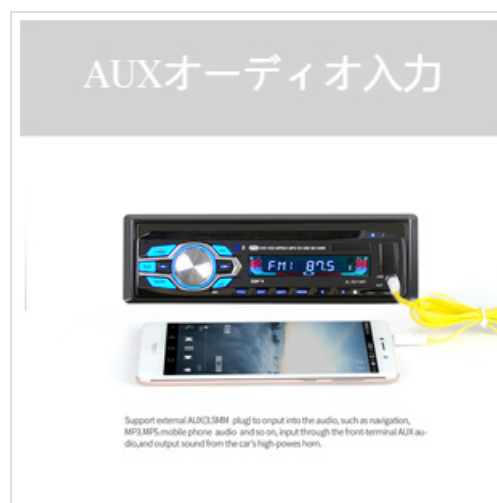 AUXオーディオ入力
FM1 87.5
Support external AUX(3.5MM plug) to onput into the audio, such as navigation,
MP3.MP5.mobile phone audio and so on, input through the front-terminal AUX au-
dio,and output sound from the car's high-powes horn.